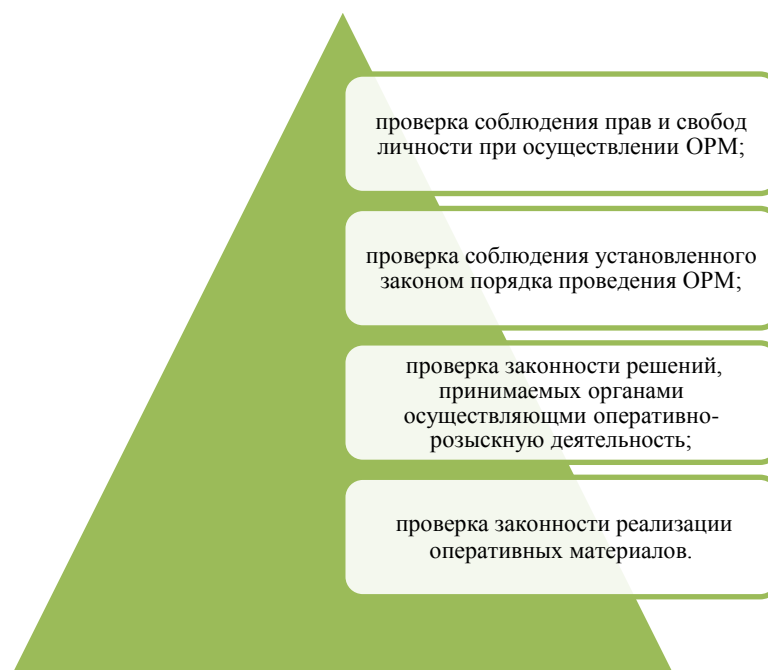 проверка соблюдения прав и свобод
личности при осуществлении ОРМ;
проверка соблюдения установленного
законом порядка проведения ОРМ;
проверка законности решений,
принимаемых органами
осуществляющми оперативно-
розыскную деятельность;
проверка законности реализации
оперативных материалов.